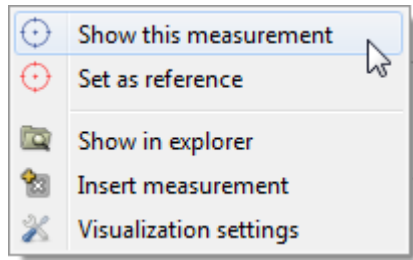 Show this measurement
Set as reference
Show in explorer
Insert measurement
Visualization settings